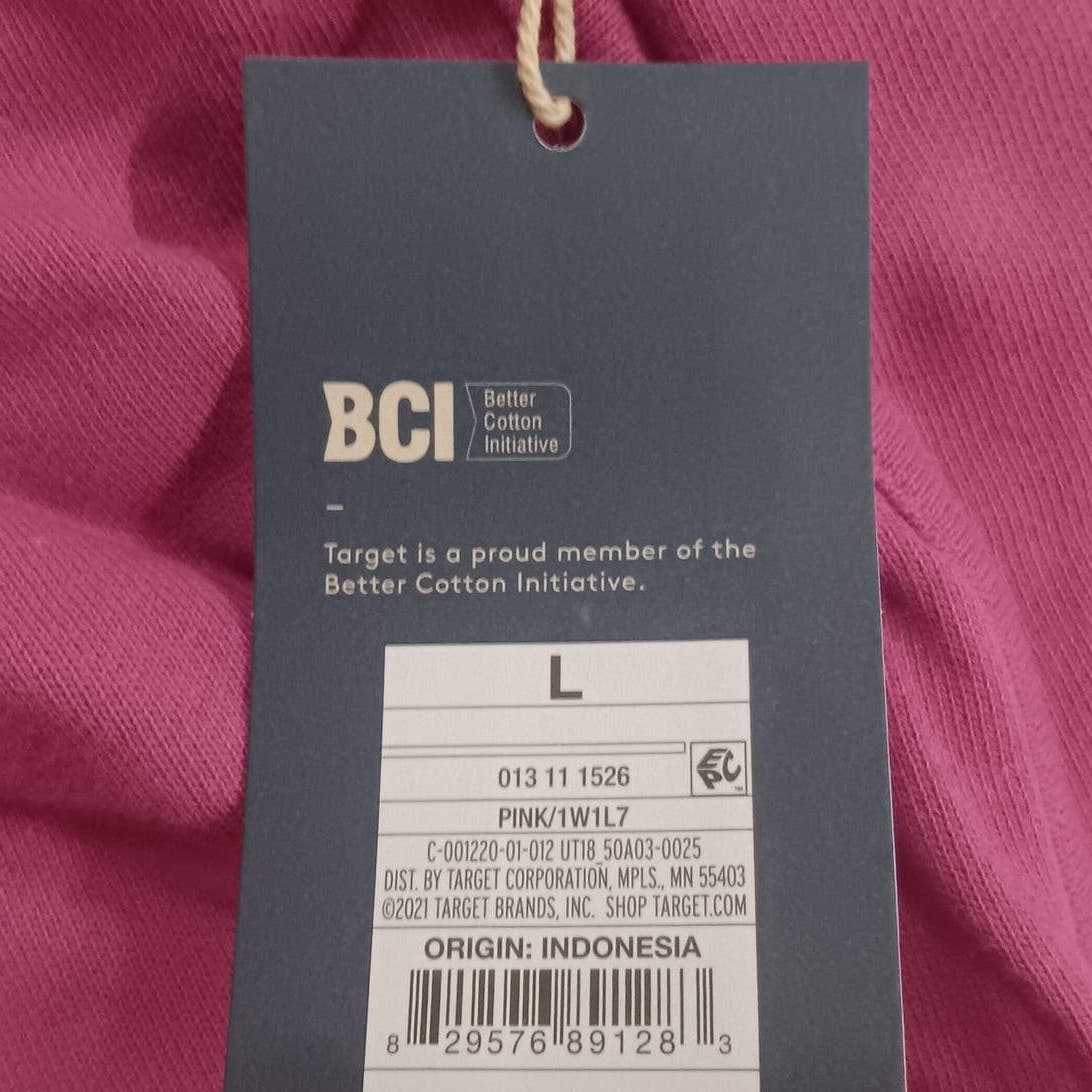 BCI
Better
Cotton
Initiative
–
Target is a proud member of the
Better Cotton Initiative.
L
EPC™
013 11 1526
PINK/1W1L7
C-001220-01-012 UT18_50A03-0025
DIST. BY TARGET CORPORATION, MPLS., MN 55403
©2021 TARGET BRANDS, INC. SHOP TARGET.COM
ORIGIN: INDONESIA
8 29576 89128 3